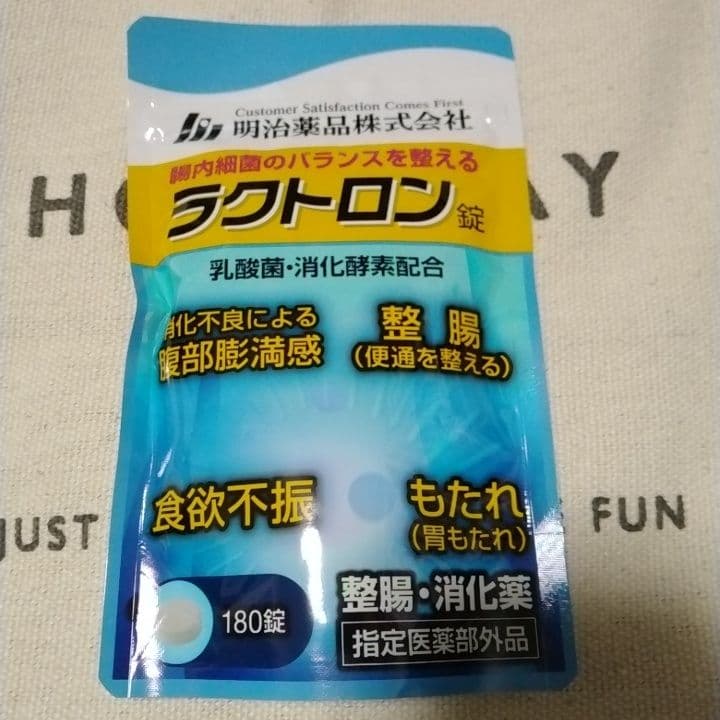 Customer Satisfaction Comes First
明治薬品株式会社
腸内細菌のバランスを整える
ラクトロン錠
乳酸菌・消化酵素配合
消化不良による
腹部膨満感
整腸
(便通を整える)
食欲不振
もたれ
(胃もたれ)
JUST
FUN
180錠
整腸・消化薬
指定医薬部外品